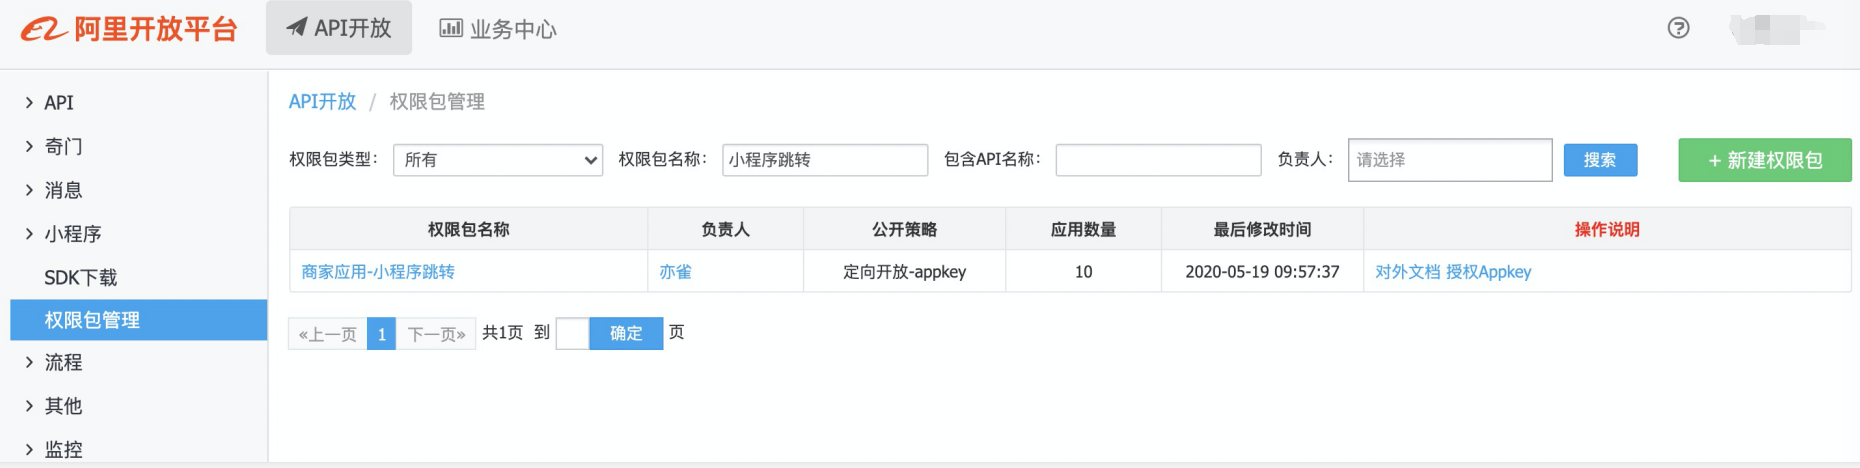 阿里开放平台 API开放 业务中心
API
奇门
消息
小程序
SDK下载
权限包管理
流程
其他
监控
API开放 / 权限包管理
权限包类型： 所有 权限包名称： 小程序跳转 包含API名称： 负责人： 请选择 搜索 + 新建权限包
权限包名称 负责人 公开策略 应用数量 最后修改时间 操作说明
商家应用-小程序跳转 亦雀 定向开放-appkey 10 2020-05-19 09:57:37 对外文档 授权Appkey
«上一页 1 下一页» 共1页 到 确定 页